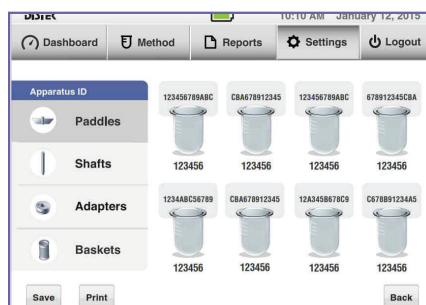 DISTEK 10:10 AM January 12, 2015
Dashboard Method Reports Settings Logout
Apparatus ID
Paddles
Shafts
Adapters
Baskets
123456789ABC CBA678912345 123456789ABC 678912345CBA
123456 123456 123456 123456
1234ABC56789 CBA678912345 12A345B678C9 C678B91234A5
123456 123456 123456 123456
Save Print Back